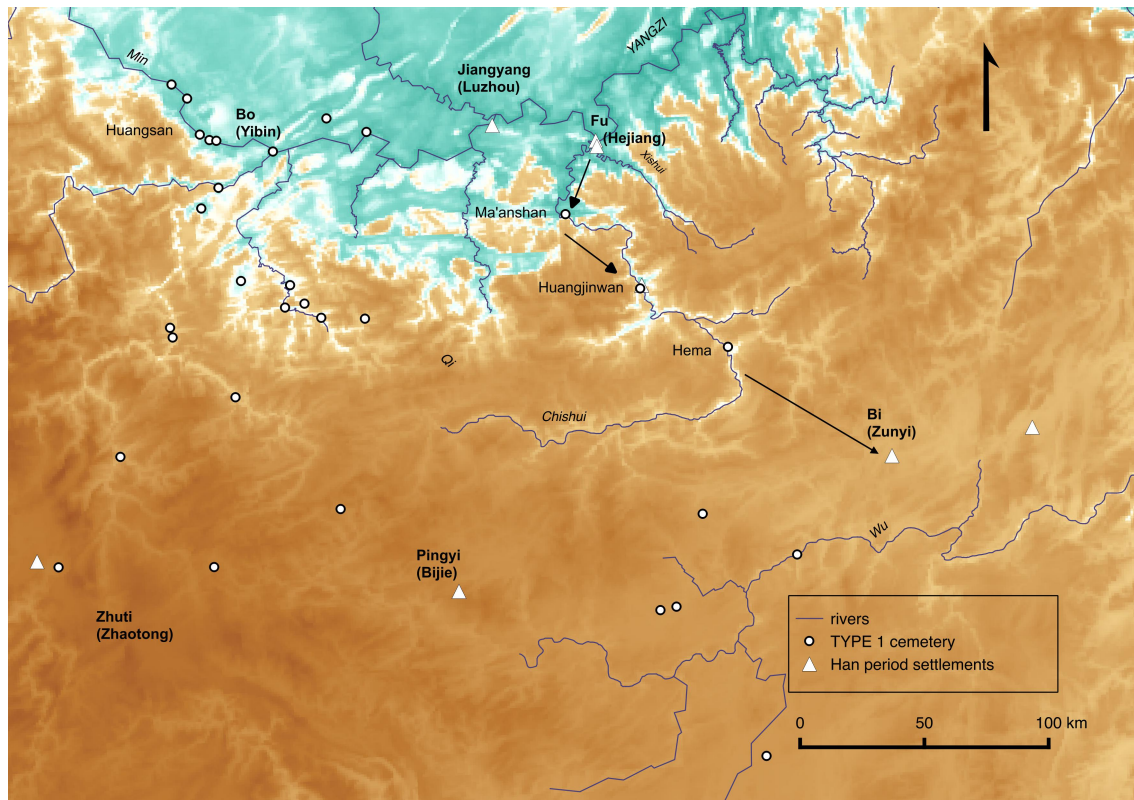 YANGZI
Min
Jiangyang
(Luzhou)
Bo
(Yibin)
Huangsan
Fu
(Hejiang)
Xishui
Ma'anshan
Huangjinwan
Hema
Qi
Chishui
Bi
(Zunyi)
Wu
Pingyi
(Bijie)
Zhuti
(Zhaotong)
rivers
TYPE 1 cemetery
Han period settlements
0 50 100 km